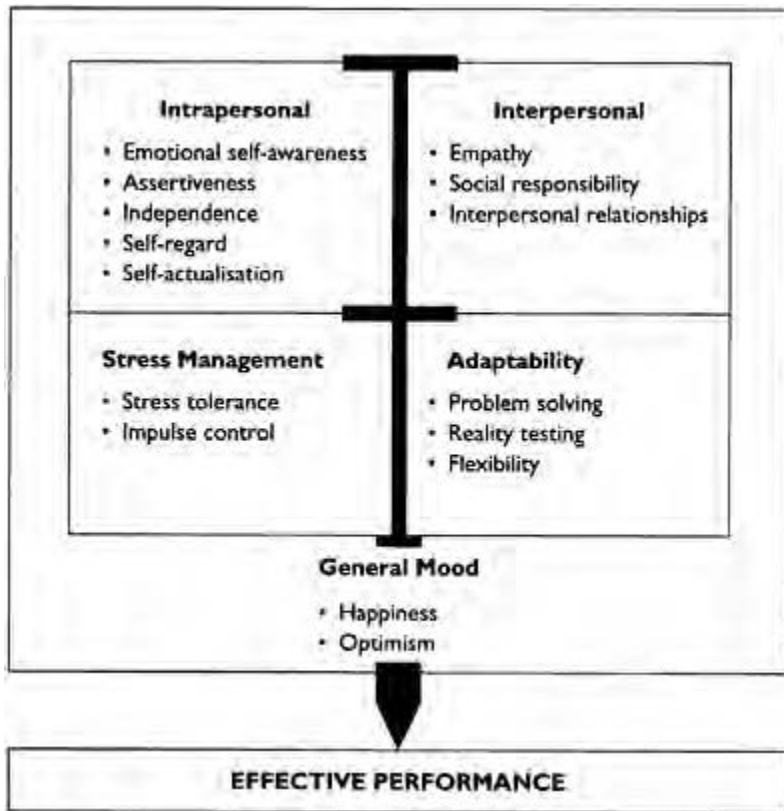 Intrapersonal
• Emotional self-awareness
• Assertiveness
• Independence
• Self-regard
• Self-actualisation
Interpersonal
• Empathy
• Social responsibility
• Interpersonal relationships
Stress Management
• Stress tolerance
• Impulse control
Adaptability
• Problem solving
• Reality testing
• Flexibility
General Mood
• Happiness
• Optimism
EFFECTIVE PERFORMANCE